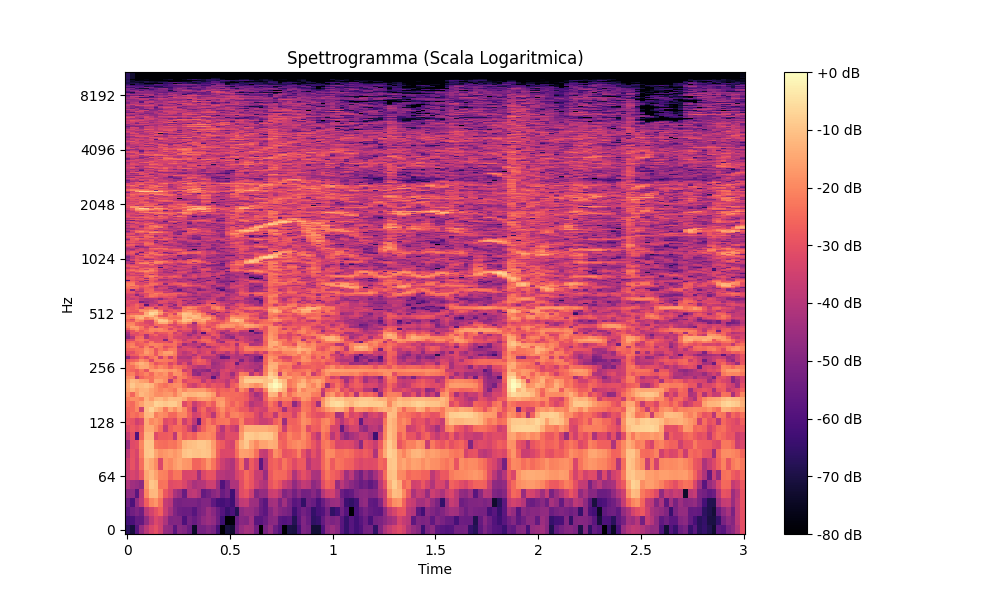 Spettrogramma (Scala Logaritmica)
Hz
8192
4096
2048
1024
512
256
128
64
0
0 0.5 1 1.5 2 2.5 3
Time
+0 dB
-10 dB
-20 dB
-30 dB
-40 dB
-50 dB
-60 dB
-70 dB
-80 dB